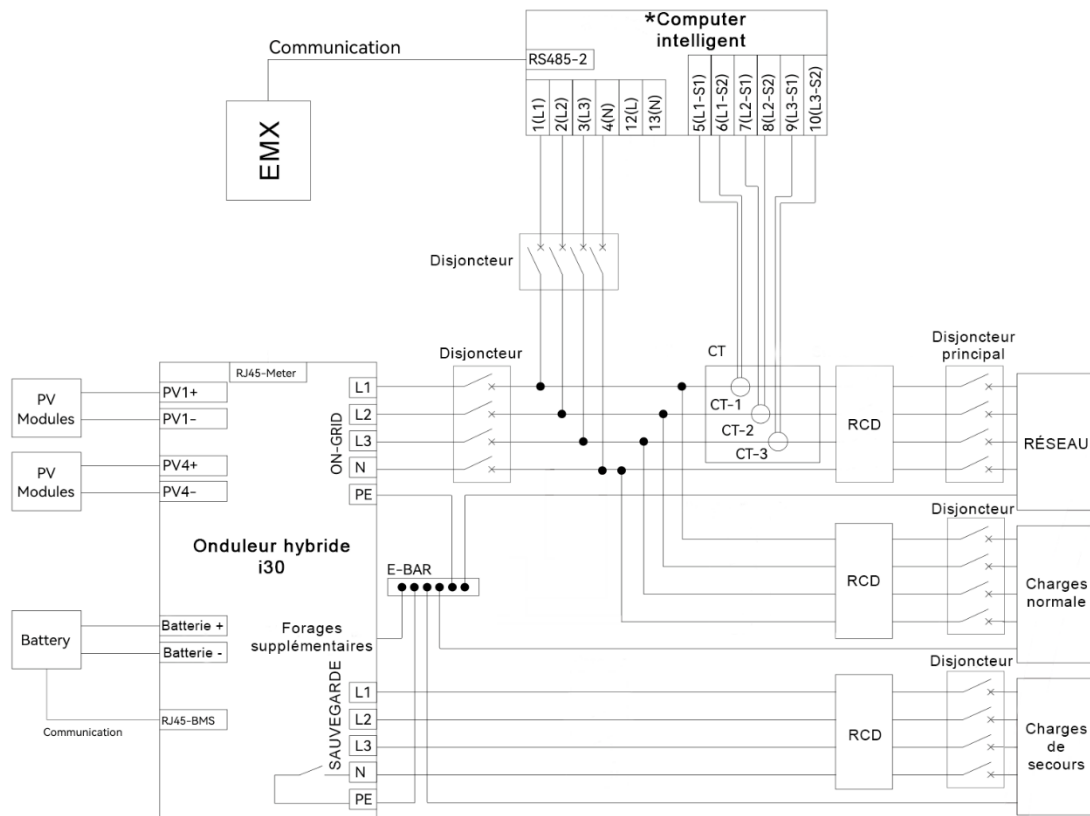 *Computer
intelligent
Communication
RS485-2
EMX
1(L1)
2(L2)
3(L3)
4(N)
12(L)
13(N)
5(L1-S1)
6(L1-S2)
7(L2-S1)
8(L2-S2)
9(L3-S1)
10(L3-S2)
Disjoncteur
Disjoncteur
CT
Disjoncteur
principal
RJ45-Meter
PV
Modules
PV1+
PV1-
PV
Modules
PV4+
PV4-
ON-GRID
L1
L2
L3
N
PE
CT-1
CT-2
CT-3
RCD
RÉSEAU
Onduleur hybride
i30
E-BAR
Disjoncteur
RCD
Charges
normale
Battery
Batterie +
Batterie -
Forages
supplémentaires
RJ45-BMS
Communication
SAUVEGARDE
L1
L2
L3
N
PE
Disjoncteur
RCD
Charges
de
secours